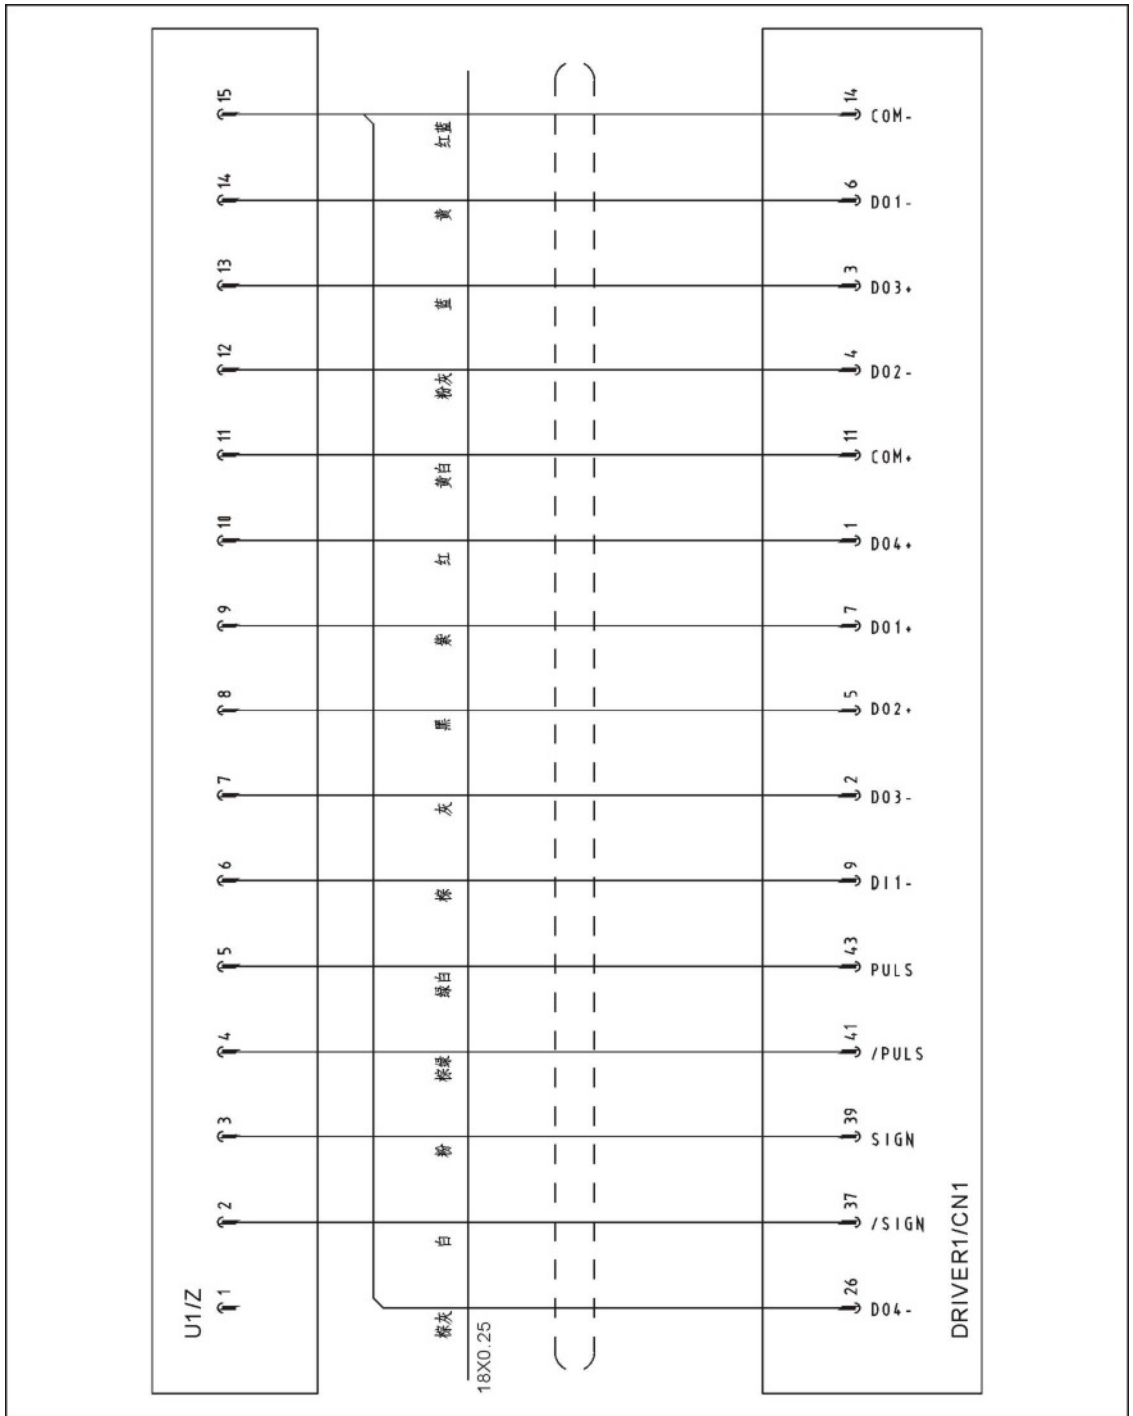 15 红蓝 14 COM-
14 黄 6 DO1-
13 蓝 3 DO3+
12 粉灰 4 DO2-
11 黄白 11 COM+
10 红 1 DO4+
9 紫 7 DO1+
8 黑 5 DO2+
7 灰 2 DO3-
6 棕 9 DI1-
5 绿白 43 PULS
4 棕绿 41 /PULS
3 粉 39 SIGN
2 白 37 /SIGN
1 棕灰 26 DO4-
U1/Z
18X0.25
DRIVER1/CN1